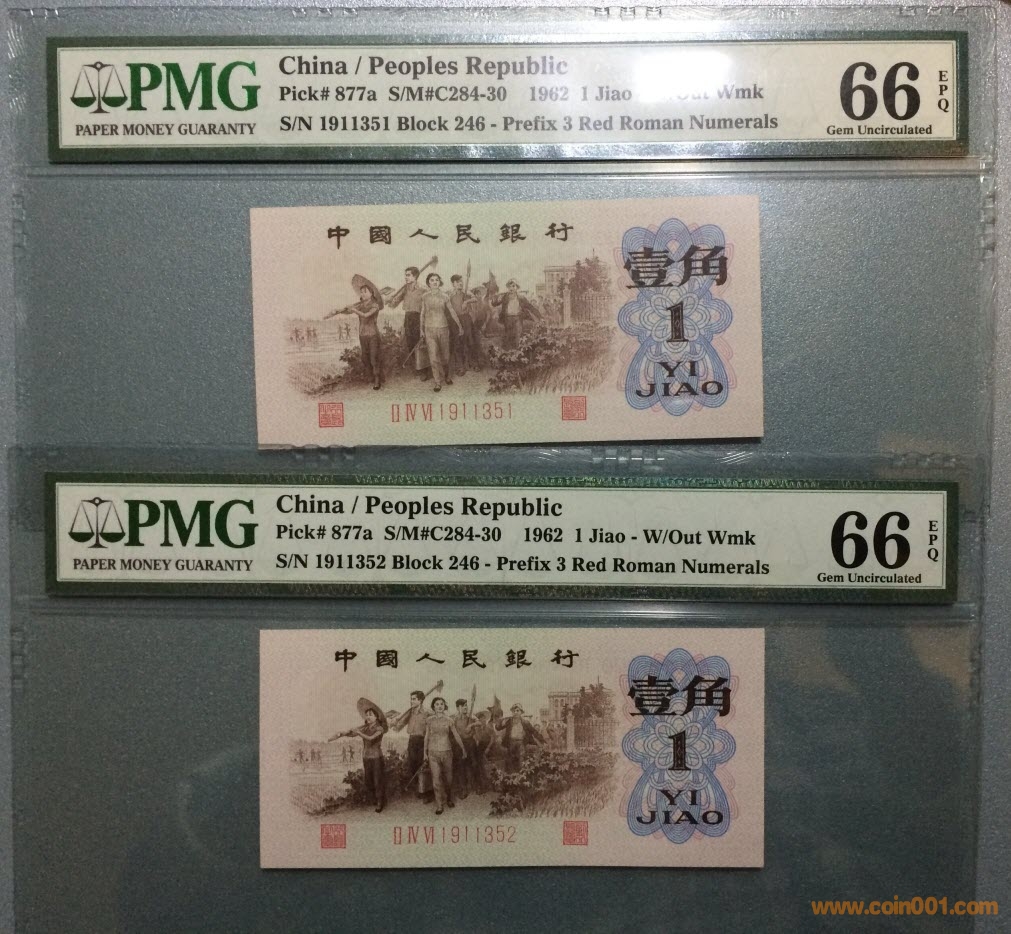 PMG
PAPER MONEY GUARANTY
China / Peoples Republic
Pick# 877a S/M#C284-30 1962 1 Jiao Out Wmk
S/N 1911351 Block 246 - Prefix 3 Red Roman Numerals
66
EPQ
Gem Uncirculated
中國人民銀行
壹角
1
YI
JIAO
II IV VI 1911351
PMG
PAPER MONEY GUARANTY
China / Peoples Republic
Pick# 877a S/M#C284-30 1962 1 Jiao - W/Out Wmk
S/N 1911352 Block 246 - Prefix 3 Red Roman Numerals
66
EPQ
Gem Uncirculated
中國人民銀行
壹角
1
YI
JIAO
II IV VI 1911352
www.coin001.com